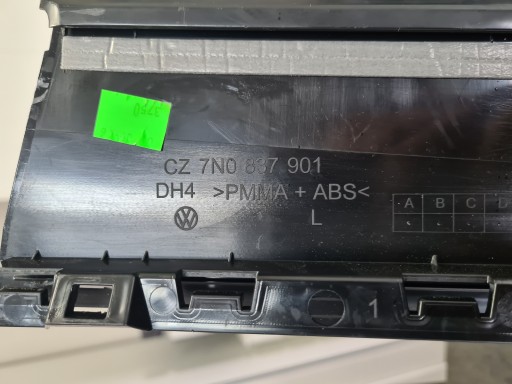 CZ 7N0 837 901
DH4 >PMMA + ABS<
L
A B C D
1